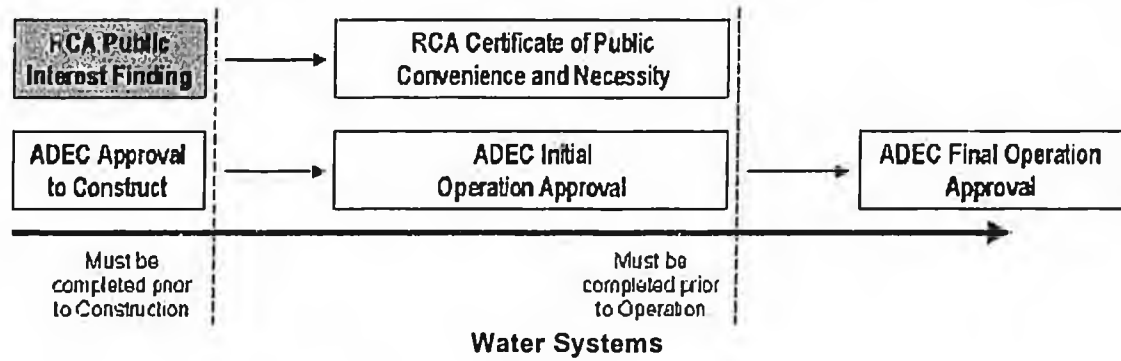 RCA Public
Interest Finding
RCA Certificate of Public
Convenience and Necessity
ADEC Approval
to Construct
ADEC Initial
Operation Approval
ADEC Final Operation
Approval
Must be
completed prior
to Construction
Must be
completed prior
to Operation
Water Systems